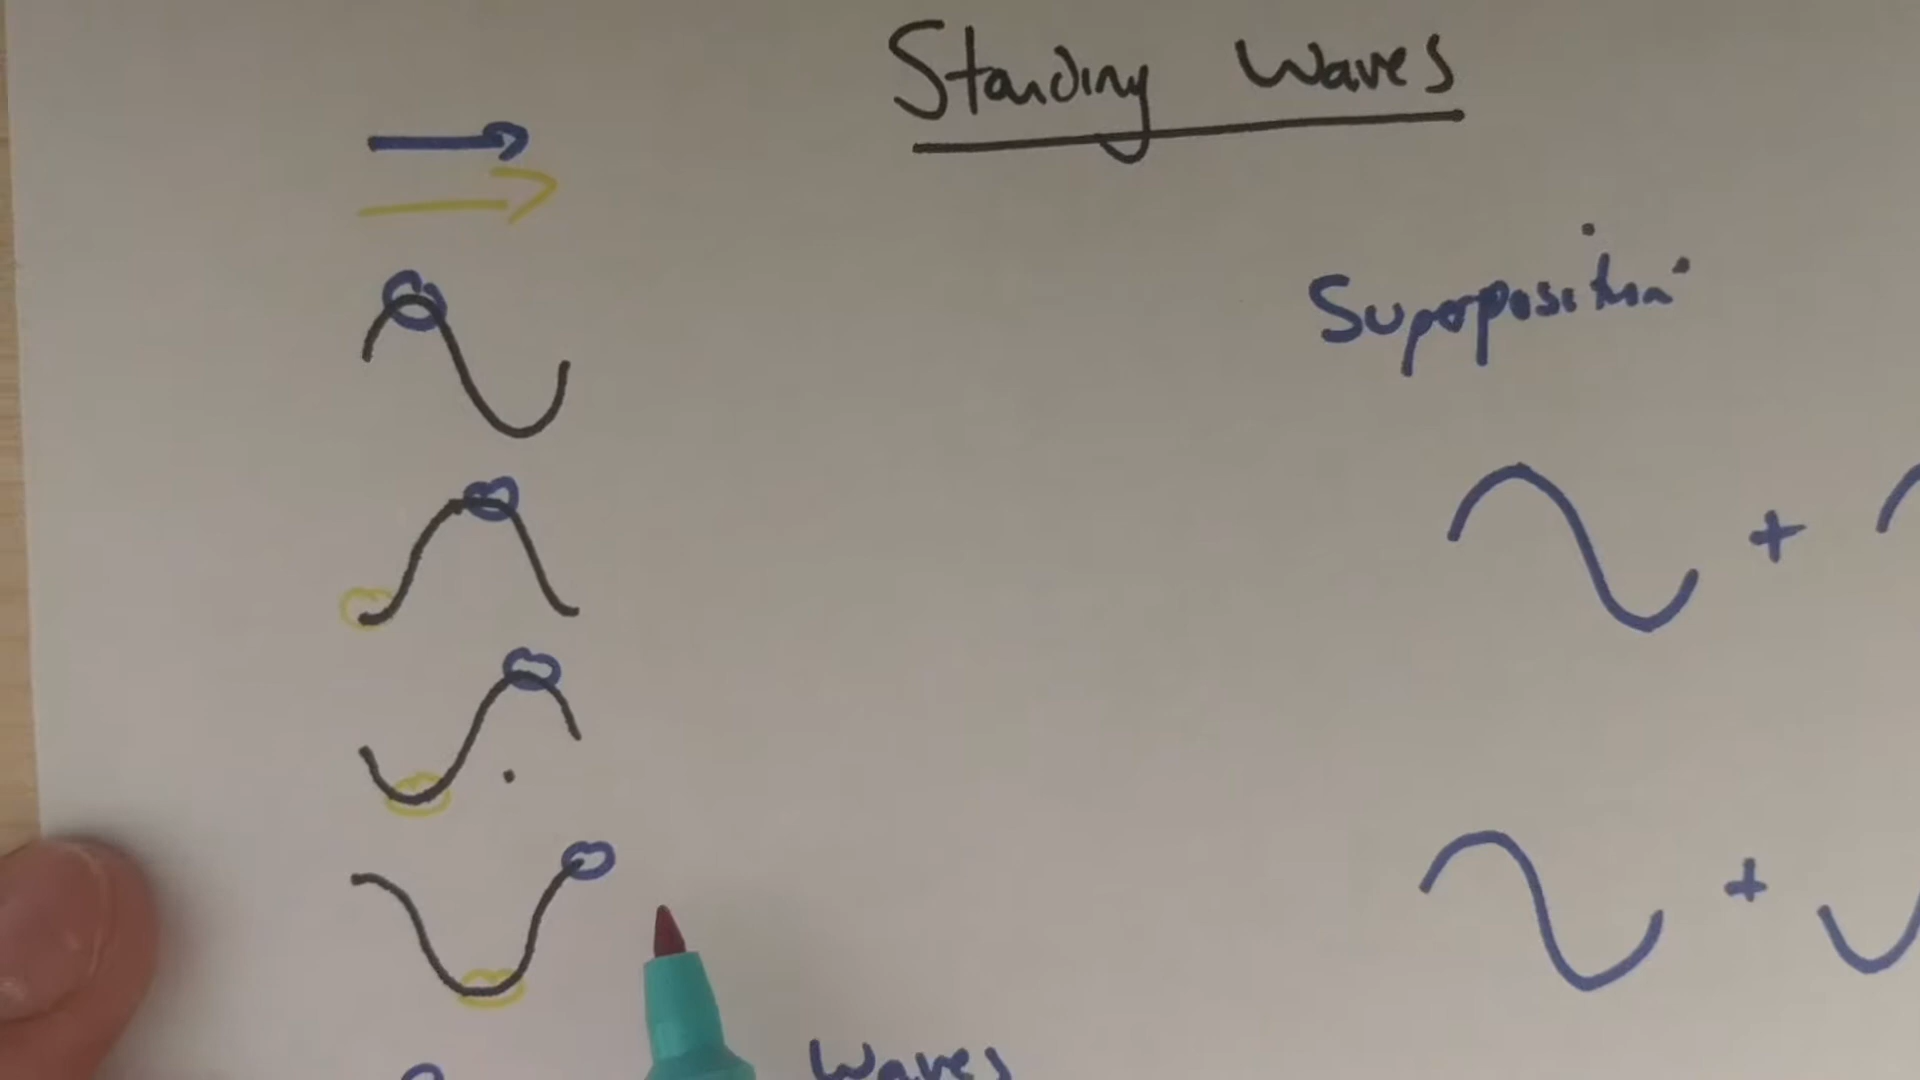 Standing Waves
Superposition
+
+
Waves